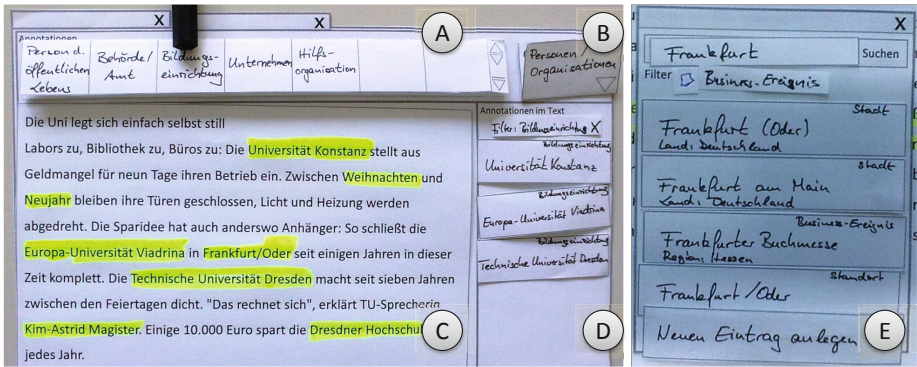 X
X
A
B
Annotationen
Person d.
öffentlichen
Lebens
Behörde/
Amt
Bildungs-
einrichtung
Unternehmen
Hilfs-
organisation
Personen/
Organisationen
Die Uni legt sich einfach selbst still
Labors zu, Bibliothek zu, Büros zu: Die Universität Konstanz stellt aus
Geldmangel für neun Tage ihren Betrieb ein. Zwischen Weihnachten und
Neujahr bleiben ihre Türen geschlossen, Licht und Heizung werden
abgedreht. Die Sparidee hat auch anderswo Anhänger: So schließt die
Europa-Universität Viadrina in Frankfurt/Oder seit einigen Jahren in dieser
Zeit komplett. Die Technische Universität Dresden macht seit sieben Jahren
zwischen den Feiertagen dicht. "Das rechnet sich", erklärt TU-Sprecherin
Kim-Astrid Magister. Einige 10.000 Euro spart die Dresdner Hochschu
jedes Jahr.
C
Annotationen im Text
Filter: Bildungseinrichtung X
Bildungseinrichtung
Universität Konstanz
Bildungseinrichtung
Europa-Universität Viadrina
Bildungseinrichtung
Technische Universität Dresden
D
X
Frankfurt
Suchen
Filter
Business-Ereignis
Stadt
Frankfurt (Oder)
Land: Deutschland
Stadt
Frankfurt am Main
Land: Deutschland
Business-Ereignis
Frankfurter Buchmesse
Region: Hessen
Standort
Frankfurt/Oder
Neuen Eintrag anlegen
E